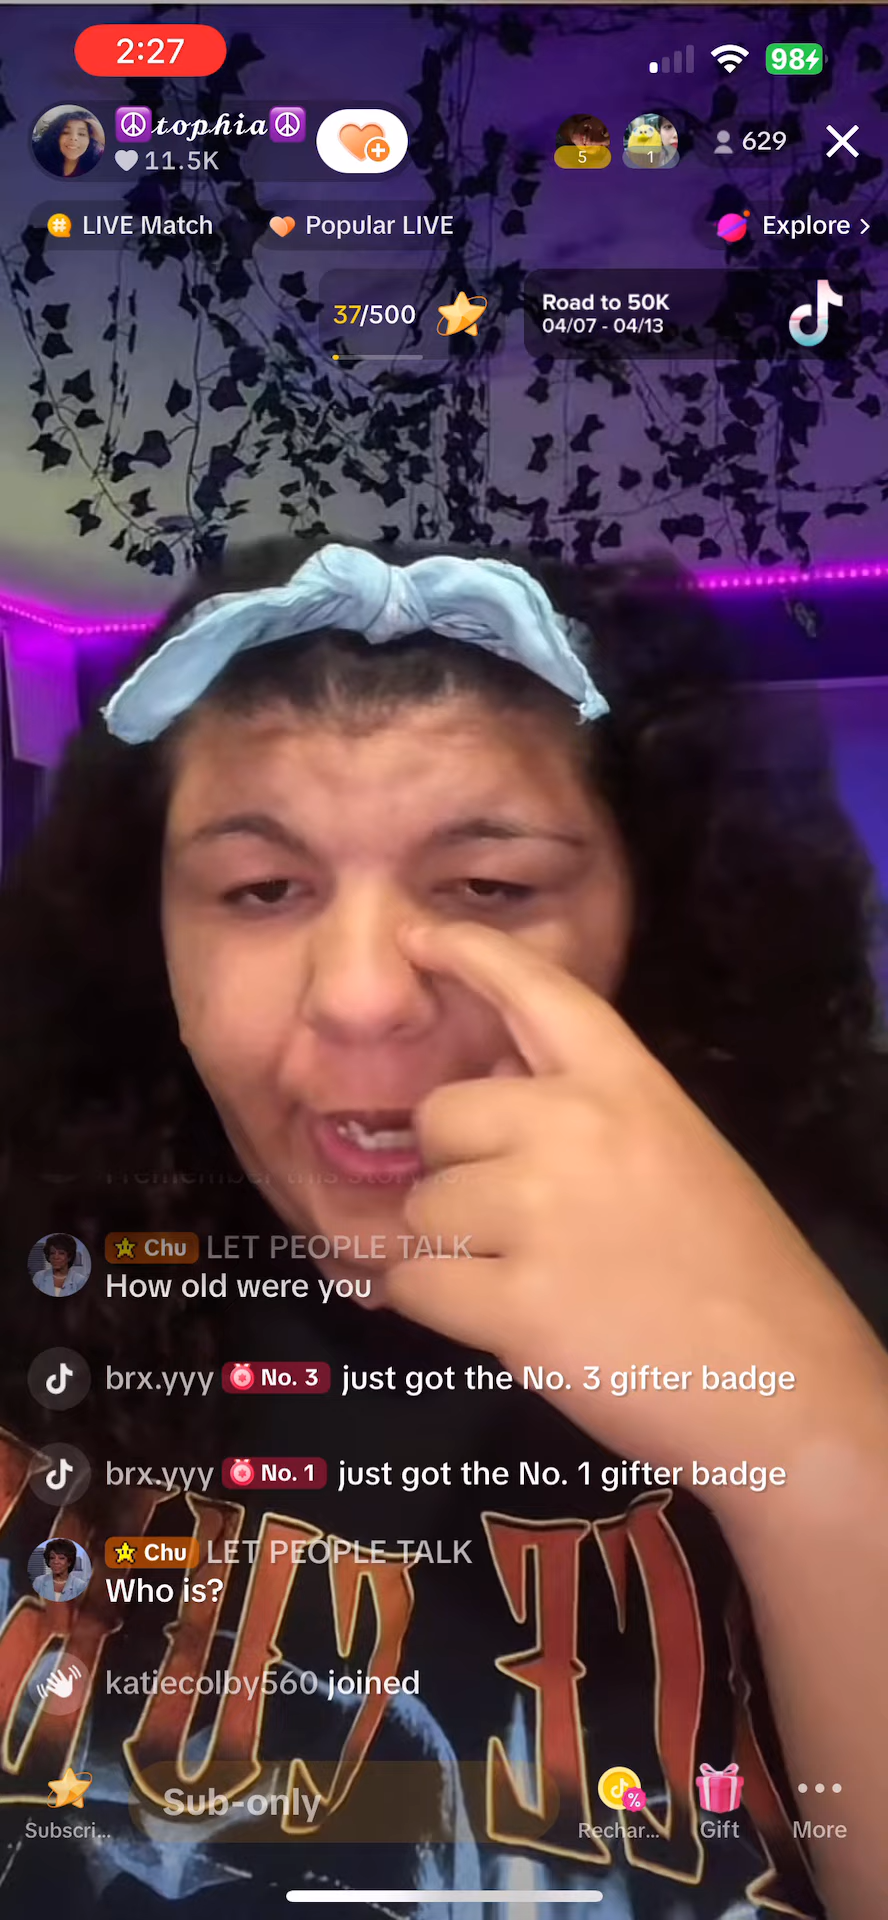 2:27
98
☮tophia☮
11.5K
5
1
629
LIVE Match
Popular LIVE
Explore >
37/500
Road to 50K
04/07 - 04/13
I remember this story
Chu LET PEOPLE TALK
How old were you
brx.yyy No. 3 just got the No. 3 gifter badge
brx.yyy No. 1 just got the No. 1 gifter badge
Chu LET PEOPLE TALK
Who is?
katiecolby560 joined
Sub-only
Subscri...
Rechar...
Gift
More